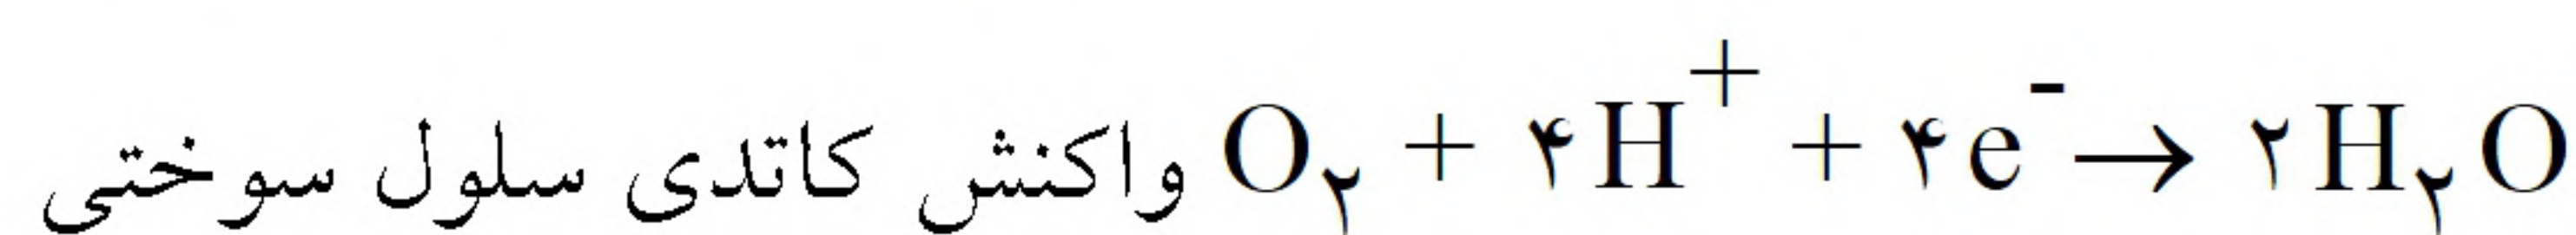 واکنش کاتدی سلول سوختی O₂ + ۴H⁺ + ۴e⁻ → ۲H₂O